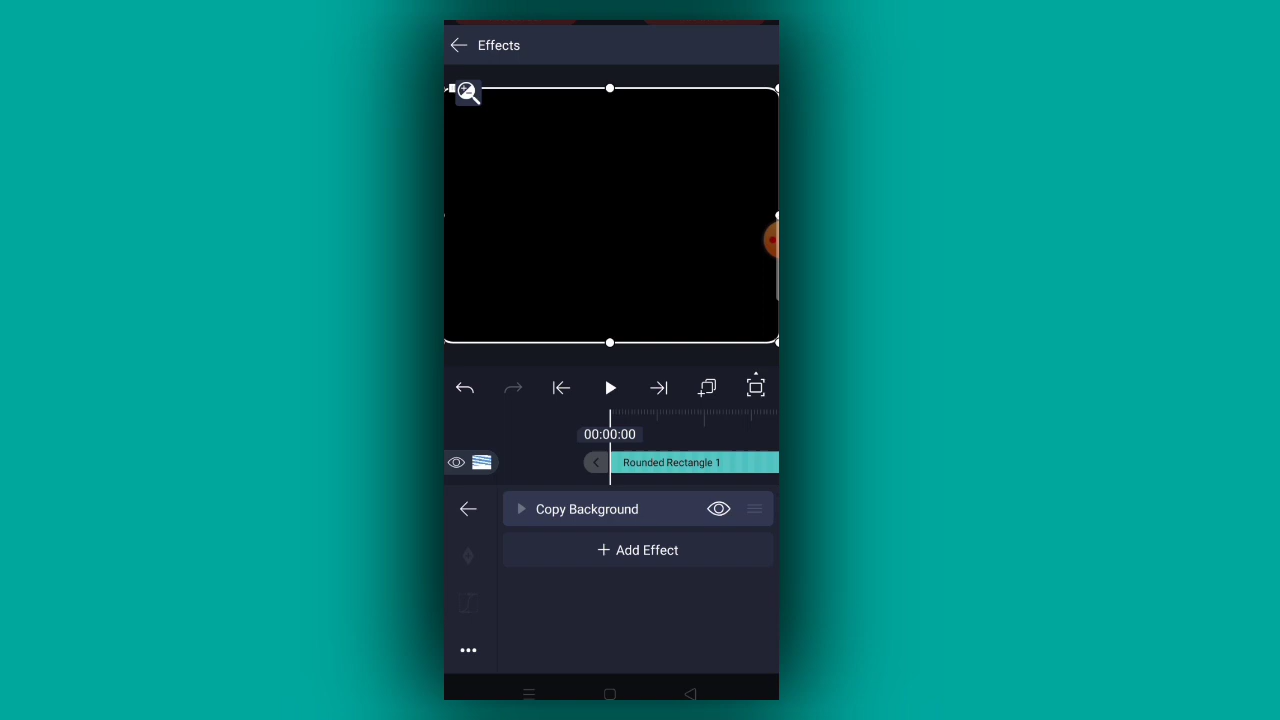 Effects
00:00:00
Rounded Rectangle 1
Copy Background
Add Effect